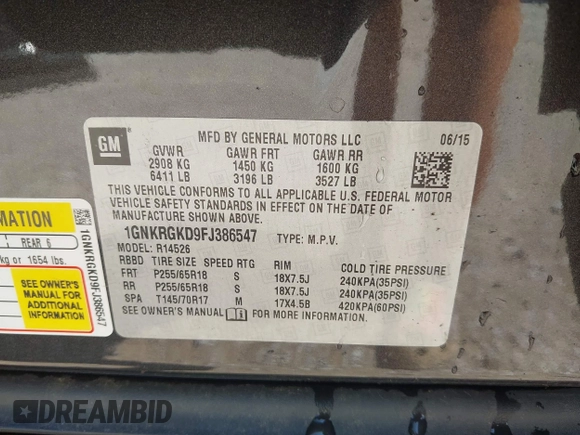 MFD BY GENERAL MOTORS LLC 06/15
GM
GVWR GAWR FRT GAWR RR
2908 KG 1450 KG 1600 KG
6411 LB 3196 LB 3527 LB
THIS VEHICLE CONFORMS TO ALL APPLICABLE U.S. FEDERAL MOTOR
VEHICLE SAFETY STANDARDS IN EFFECT ON THE DATE OF
MANUFACTURE SHOWN ABOVE.
1GNKRGKD9FJ386547 TYPE: M.P.V.
MODEL: R14526
RBBD TIRE SIZE SPEED RTG RIM COLD TIRE PRESSURE
FRT P255/65R18 S 18X7.5J 240KPA(35PSI)
RR P255/65R18 S 18X7.5J 240KPA(35PSI)
SPA T145/70R17 M 17X4.5B 420KPA(60PSI)
SEE OWNER'S MANUAL FOR MORE INFORMATION.
MATION
REAR 6
kg or 1654 lbs.
SEE OWNER'S
MANUAL FOR
ADDITIONAL
INFORMATION
1GNKRGKD9FJ386547
DREAMBID